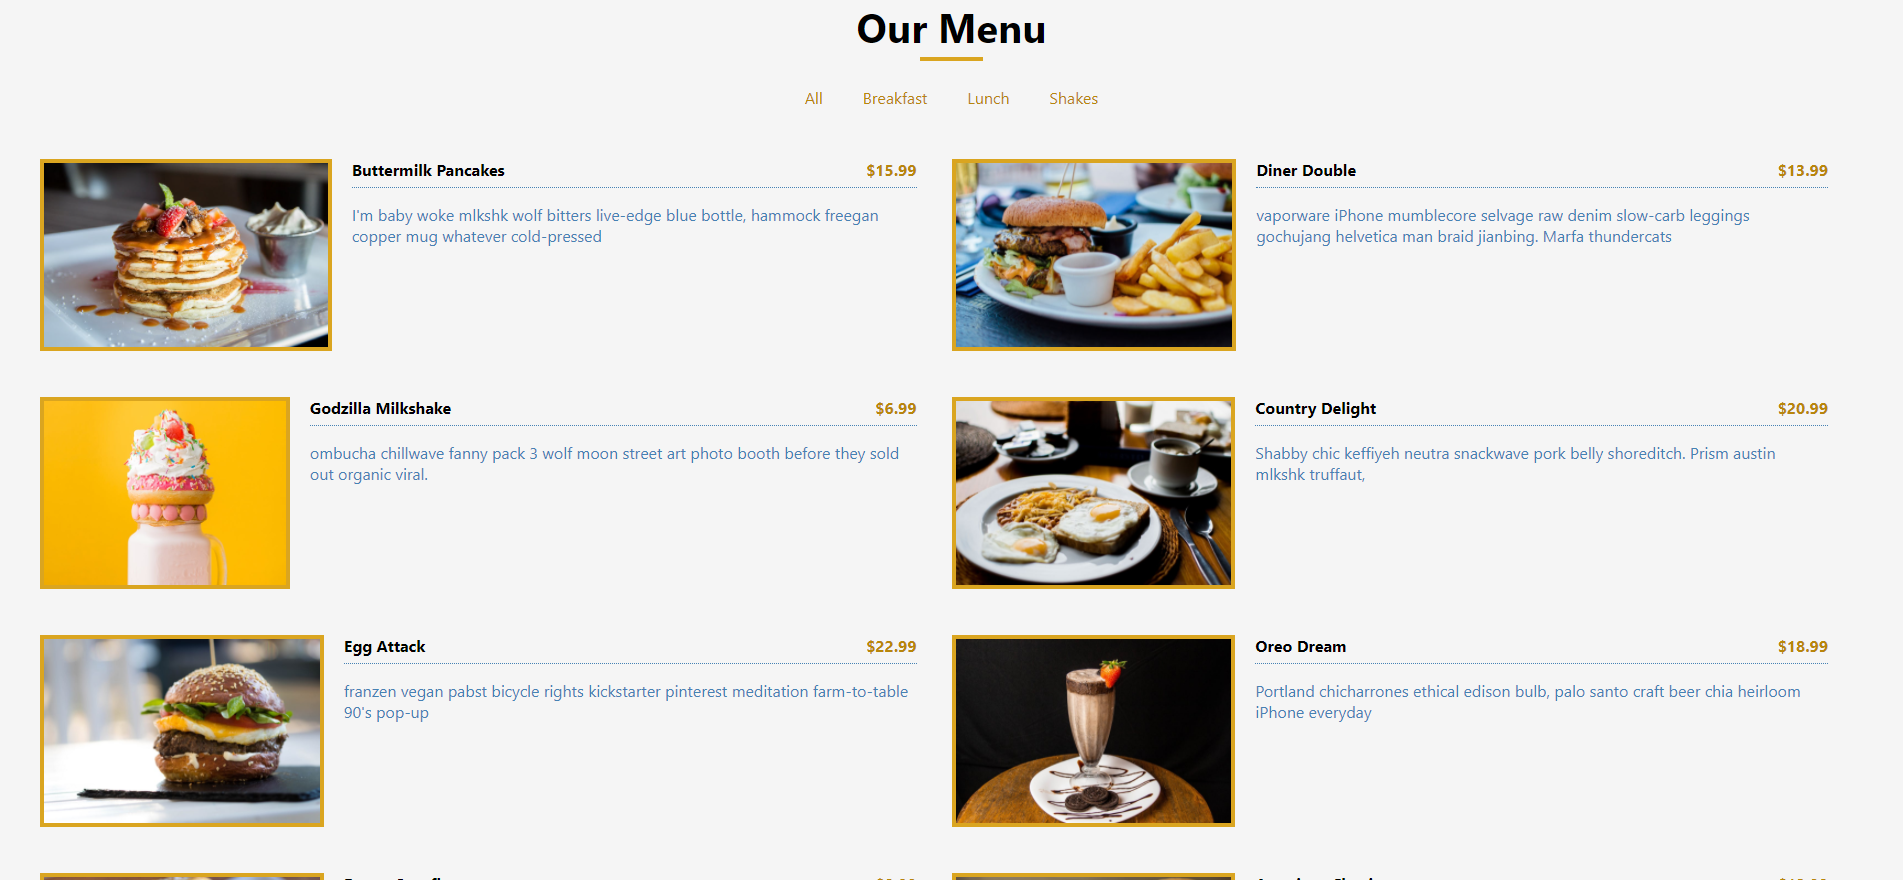 Our Menu
All Breakfast Lunch Shakes
Buttermilk Pancakes $15.99
I'm baby woke mlkshk wolf bitters live-edge blue bottle, hammock freegan
copper mug whatever cold-pressed
Diner Double $13.99
vaporware iPhone mumblecore selvage raw denim slow-carb leggings
gochujang helvetica man braid jianbing. Marfa thundercats
Godzilla Milkshake $6.99
ombucha chillwave fanny pack 3 wolf moon street art photo booth before they sold
out organic viral.
Country Delight $20.99
Shabby chic keffiyeh neutra snackwave pork belly shoreditch. Prism austin
mlkshk truffaut,
Egg Attack $22.99
franzen vegan pabst bicycle rights kickstarter pinterest meditation farm-to-table
90's pop-up
Oreo Dream $18.99
Portland chicharrones ethical edison bulb, palo santo craft beer chia heirloom
iPhone everyday